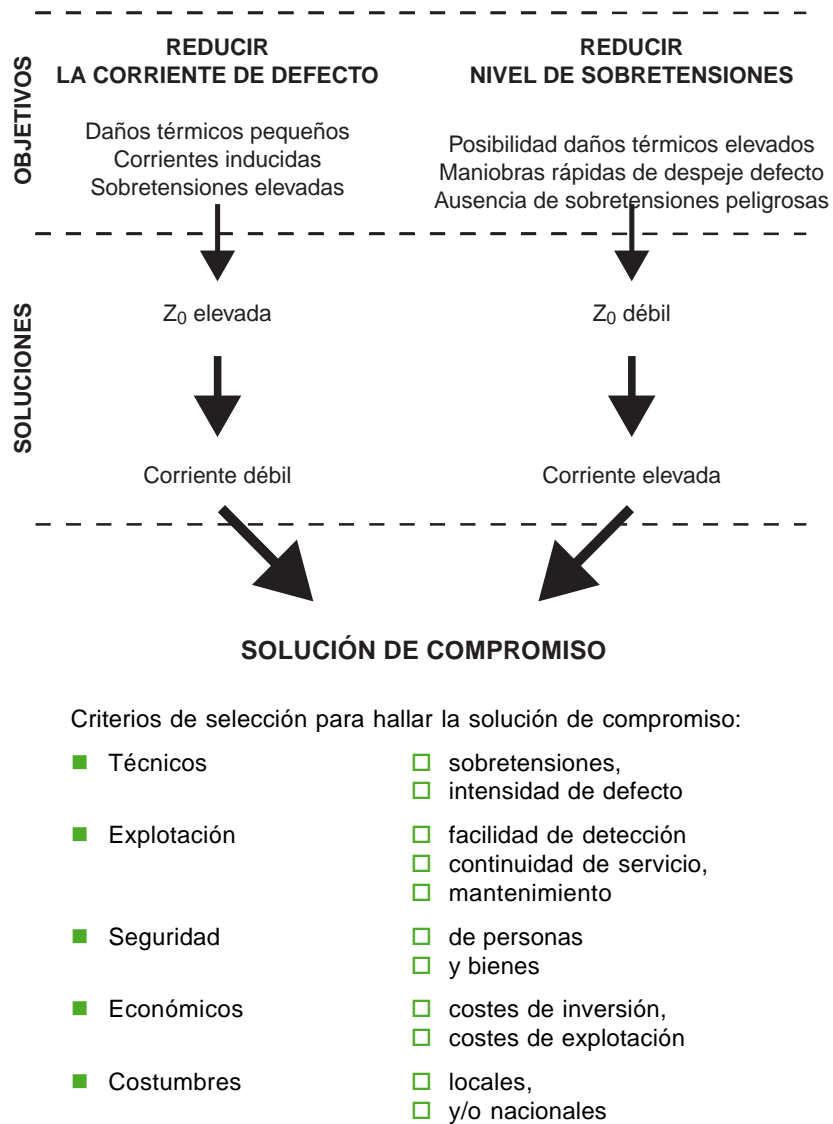 OBJETIVOS
REDUCIR
LA CORRIENTE DE DEFECTO
Daños térmicos pequeños
Corrientes inducidas
Sobretensiones elevadas
REDUCIR
NIVEL DE SOBRETENSIONES
Posibilidad daños térmicos elevados
Maniobras rápidas de despeje defecto
Ausencia de sobretensiones peligrosas
SOLUCIONES
Z0 elevada
Z0 débil
Corriente débil
Corriente elevada
SOLUCIÓN DE COMPROMISO
Criterios de selección para hallar la solución de compromiso:
Técnicos
sobretensiones,
intensidad de defecto
Explotación
facilidad de detección
continuidad de servicio,
mantenimiento
Seguridad
de personas
y bienes
Económicos
costes de inversión,
costes de explotación
Costumbres
locales,
y/o nacionales